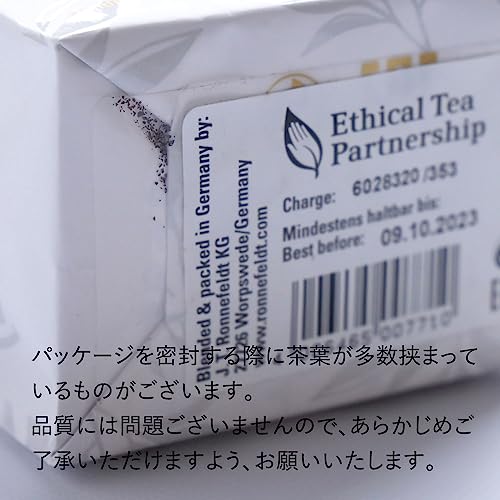 Ethical Tea
Partnership
Charge: 6028320/353
Mindestens haltbar bis:
Best before: 09.10.2023
Blended & packed in Germany by:
J. T. Ronnefeldt KG
Worpswede/Germany
www.ronnefeldt.com
007710
パッケージを密封する際に茶葉が多数挟まって
いるものがございます。
品質には問題ございませんので、あらかじめご
了承いただけますよう、お願いいたします。